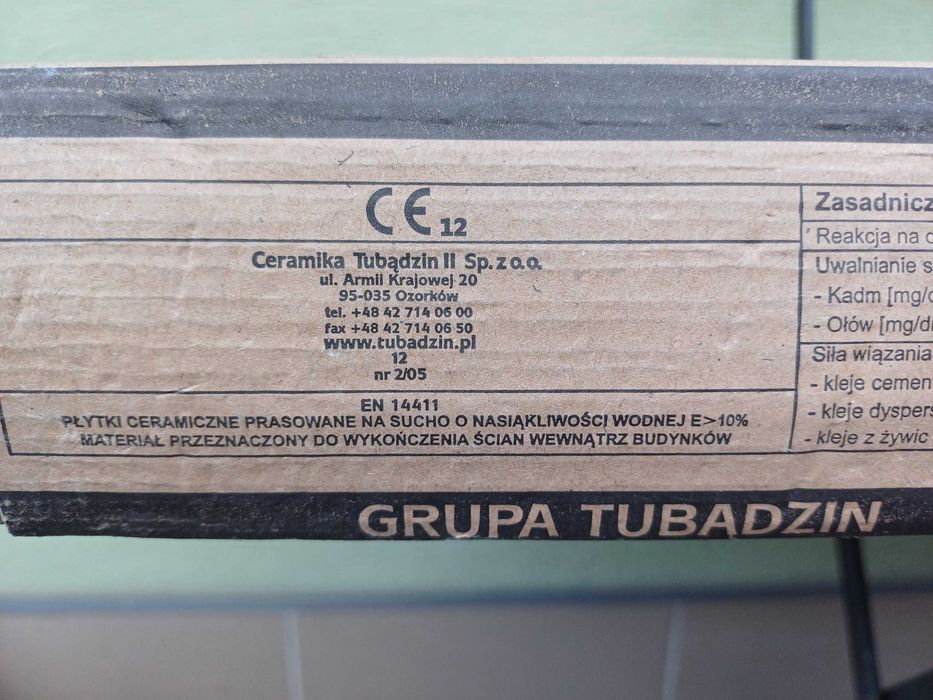 CE 12
Ceramika Tubądzin II Sp. z o.o.
ul. Armii Krajowej 20
95-035 Ozorków
tel. +48 42 714 06 00
fax +48 42 714 06 50
www.tubadzin.pl
12
nr 2/05
EN 14411
PŁYTKI CERAMICZNE PRASOWANE NA SUCHO O NASIĄKLIWOŚCI WODNEJ E>10%
MATERIAŁ PRZEZNACZONY DO WYKOŃCZENIA ŚCIAN WEWNĄTRZ BUDYNKÓW
Zasadnicz
Reakcja na
Uwalnianie s
- Kadm [mg/d
- Ołów [mg/d
Siła wiązania
- kleje cemen
- kleje dyspers
- kleje z żywic
GRUPA TUBĄDZIN